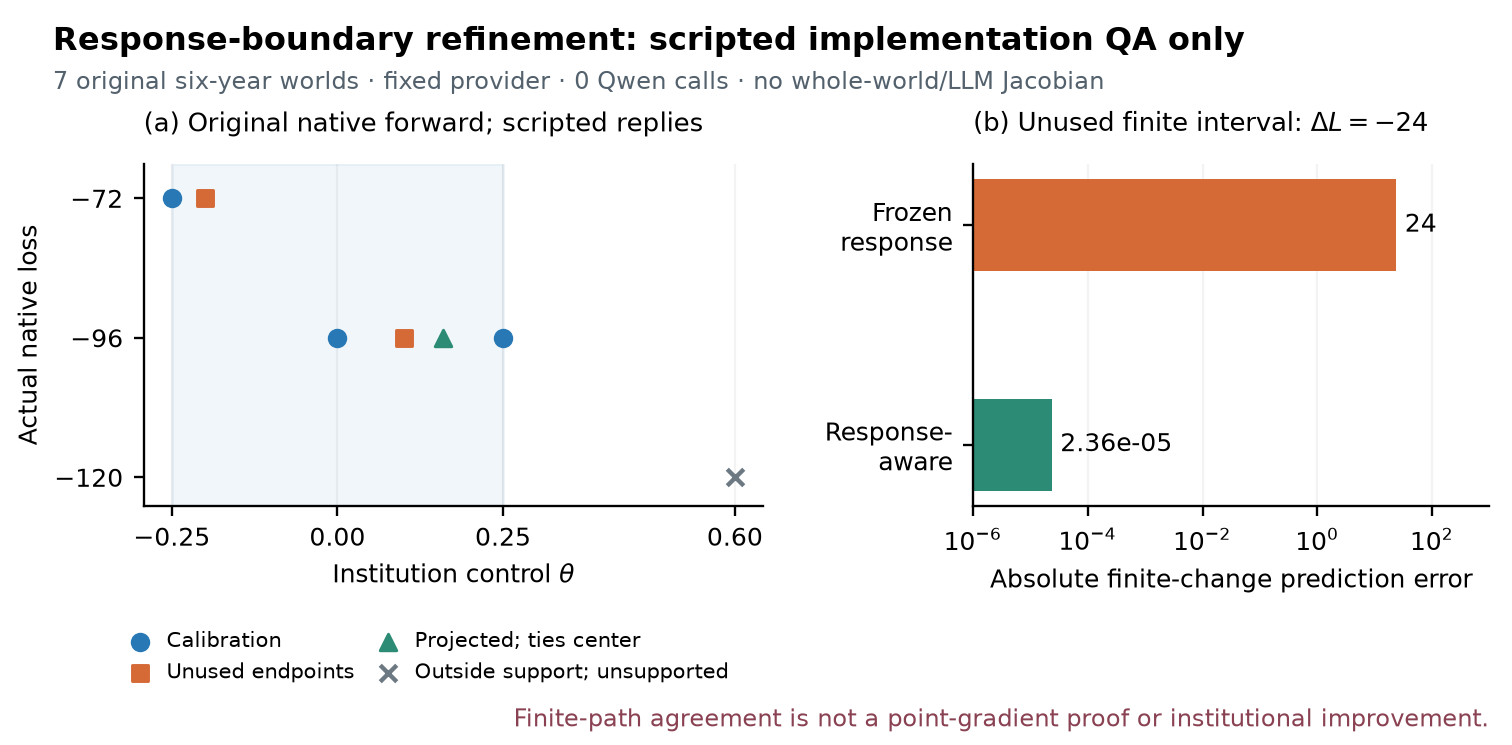 Response-boundary refinement: scripted implementation QA only
7 original six-year worlds · fixed provider · 0 Qwen calls · no whole-world/LLM Jacobian
(a) Original native forward; scripted replies
Actual native loss
−72
−96
−120
−0.25
0.00
0.25
0.60
Institution control θ
Calibration
Unused endpoints
Projected; ties center
Outside support; unsupported
(b) Unused finite interval: ΔL = −24
Frozen
response
24
Response-
aware
2.36e-05
10⁻⁶
10⁻⁴
10⁻²
10⁰
10²
Absolute finite-change prediction error
Finite-path agreement is not a point-gradient proof or institutional improvement.